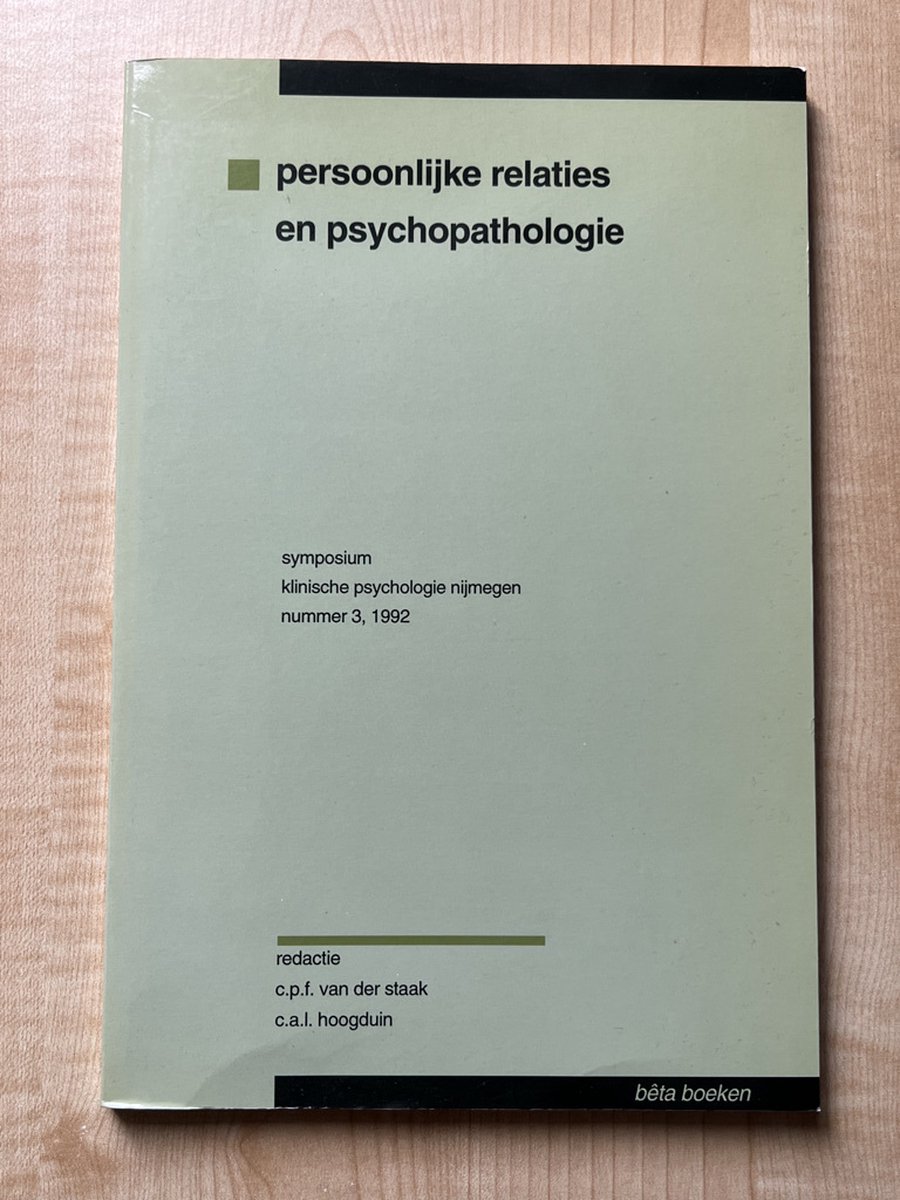 persoonlijke relaties
en psychopathologie
symposium
klinische psychologie nijmegen
nummer 3, 1992
redactie
c.p.f. van der staak
c.a.l. hoogduin
bêta boeken